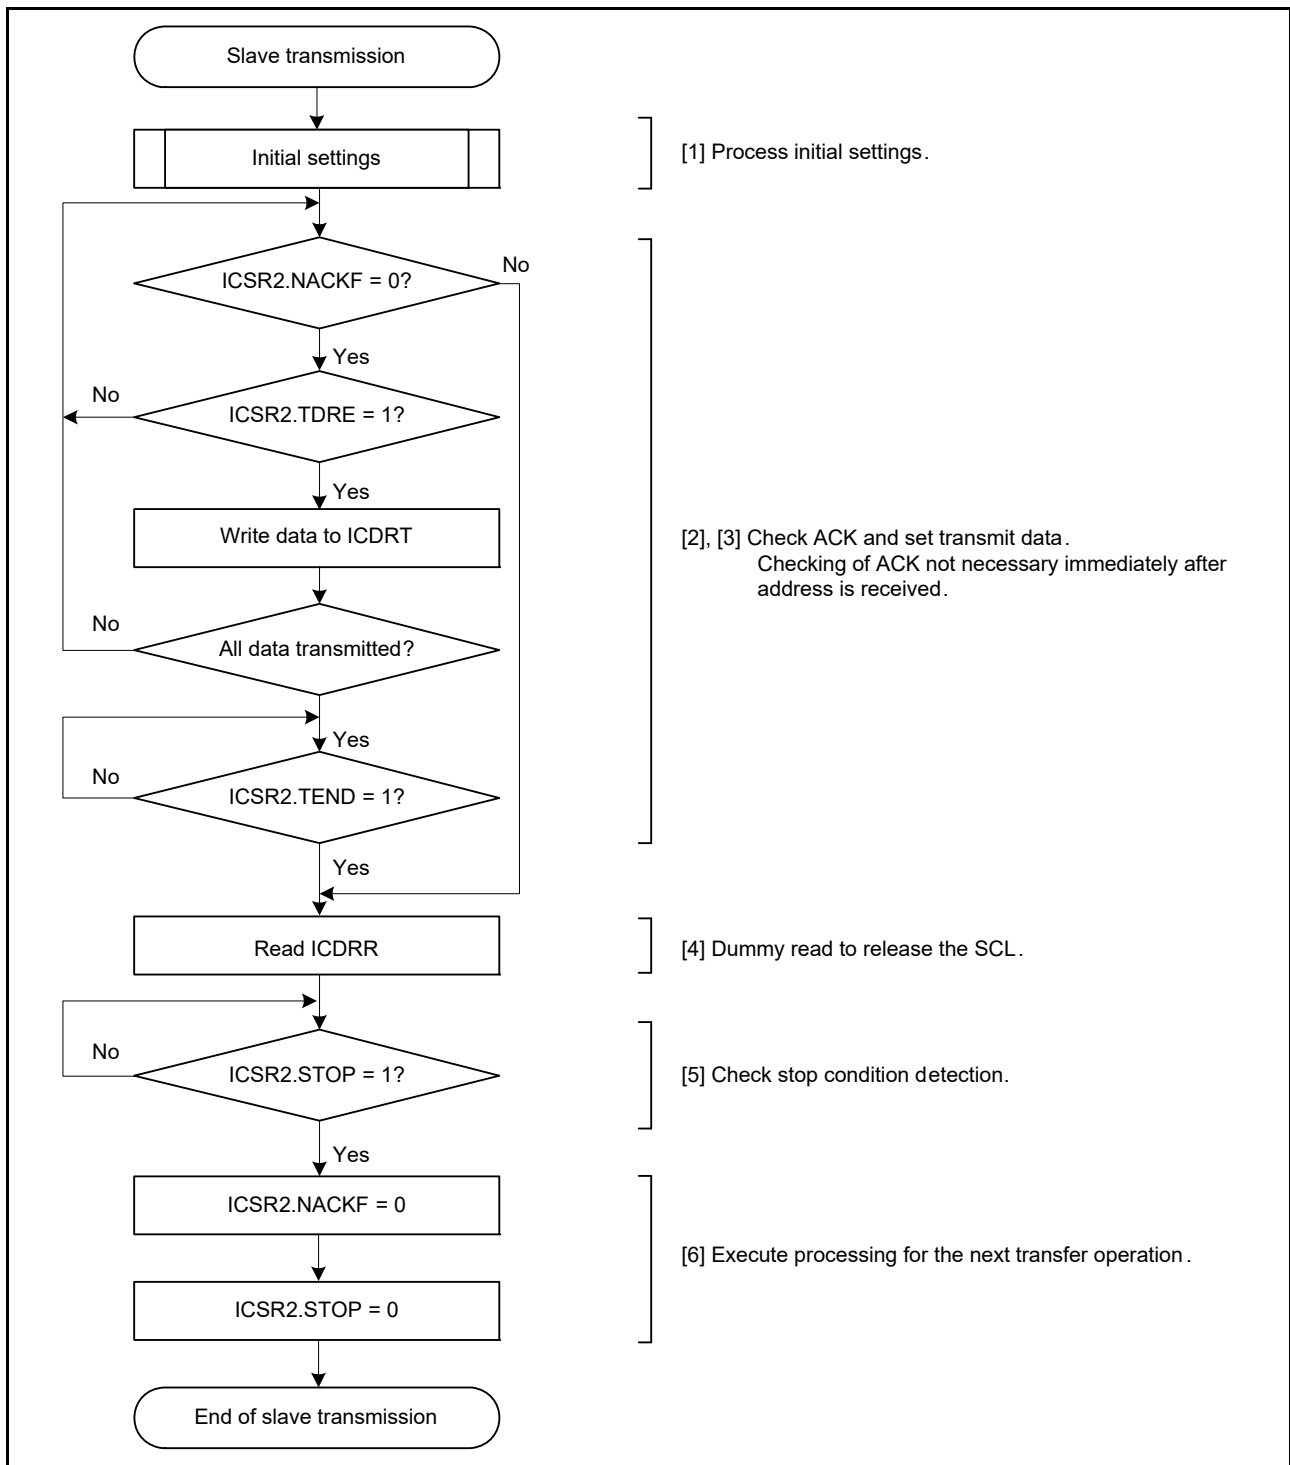 Slave transmission
Initial settings
[1] Process initial settings.
ICSR2.NACKF = 0?
No
Yes
ICSR2.TDRE = 1?
No
Yes
Write data to ICDRT
[2], [3] Check ACK and set transmit data.
Checking of ACK not necessary immediately after
address is received.
All data transmitted?
No
Yes
ICSR2.TEND = 1?
No
Yes
Read ICDRR
[4] Dummy read to release the SCL.
ICSR2.STOP = 1?
No
[5] Check stop condition detection.
Yes
ICSR2.NACKF = 0
[6] Execute processing for the next transfer operation.
ICSR2.STOP = 0
End of slave transmission